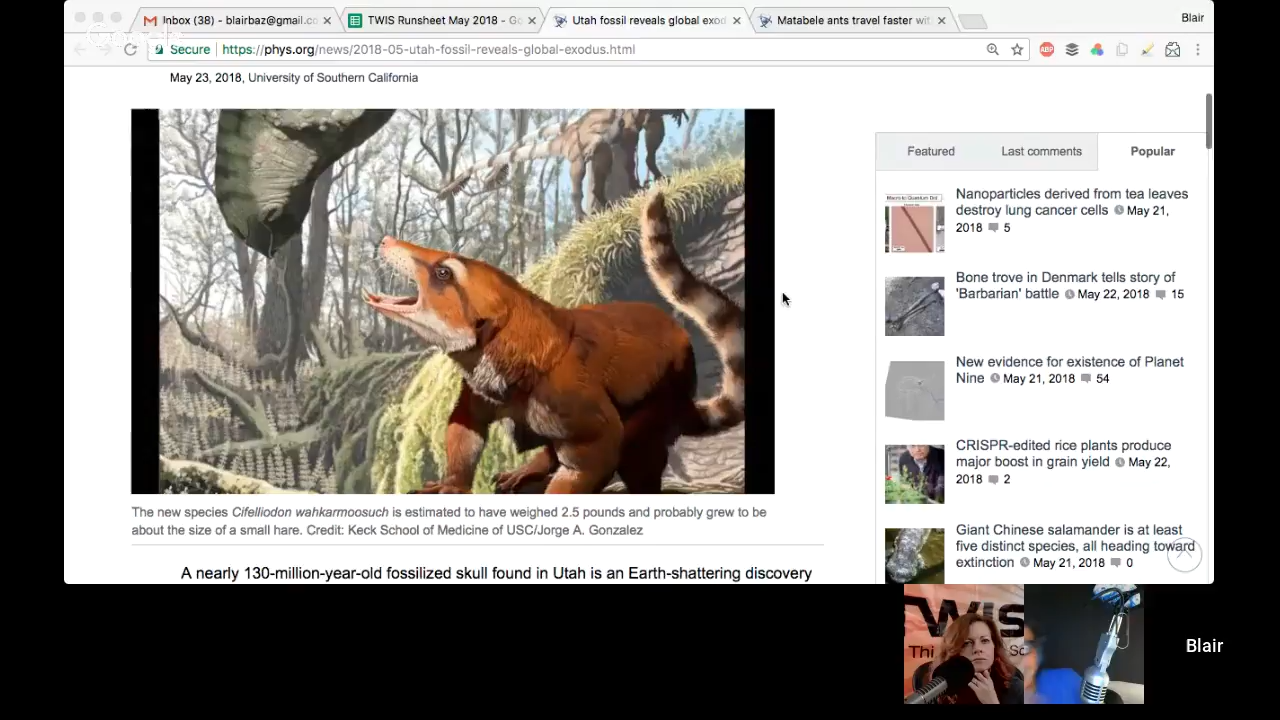 Inbox (38) - blairbaz@gmail.co
TWIS Runsheet May 2018 - Go
Utah fossil reveals global exod
Matabele ants travel faster with
Blair
Secure
https://phys.org/news/2018-05-utah-fossil-reveals-global-exodus.html
ABP
May 23, 2018, University of Southern California
Featured
Last comments
Popular
Nanoparticles derived from tea leaves
destroy lung cancer cells May 21,
2018 5
Bone trove in Denmark tells story of
'Barbarian' battle May 22, 2018 15
New evidence for existence of Planet
Nine May 21, 2018 54
CRISPR-edited rice plants produce
major boost in grain yield May 22,
2018 2
Giant Chinese salamander is at least
five distinct species, all heading toward
extinction May 21, 2018 0
The new species Cifelliodon wahkarmoosuch is estimated to have weighed 2.5 pounds and probably grew to be
about the size of a small hare. Credit: Keck School of Medicine of USC/Jorge A. Gonzalez
A nearly 130-million-year-old fossilized skull found in Utah is an Earth-shattering discovery
TWIS
Thi
Sc
Blair